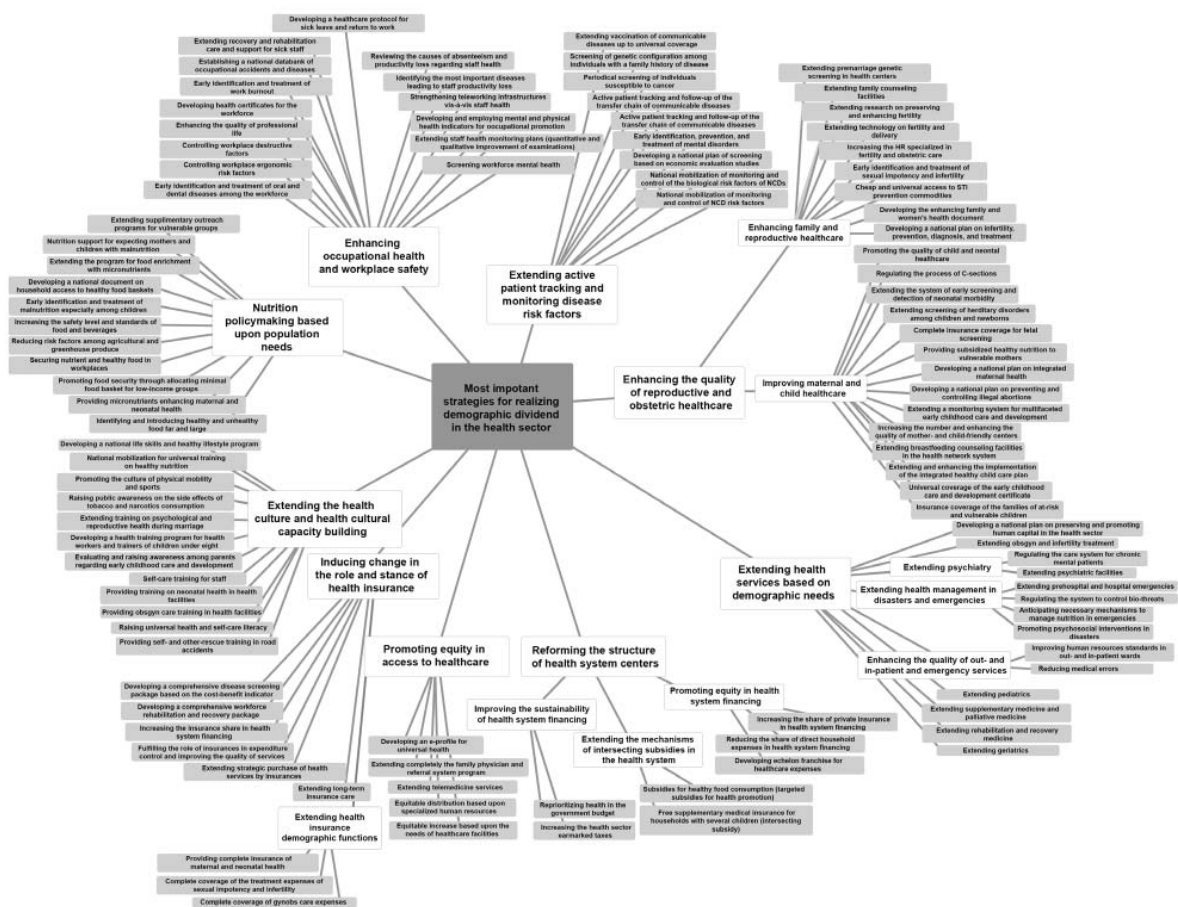 Developing a healthcare protocol for
sick leave and return to work
Extending recovery and rehabilitation
care and support for sick staff
Establishing a national databank of
occupational accidents and diseases
Early identification and treatment of
work burnout
Developing health certificates for the
workforce
Enhancing the quality of professional
life
Controlling workplace destructive
factors
Controlling workplace ergonomic
risk factors
Early identification and treatment of oral and
dental diseases among the workforce
Reviewing the causes of absenteeism and
productivity loss regarding staff health
Identifying the most important diseases
leading to staff productivity loss
Strengthening teleworking infrastructures
vis-à-vis staff health
Developing and employing mental and physical
health indicators for occupational promotion
Extending staff health monitoring plans (quantitative and
qualitative improvement of examinations)
Screening workforce mental health
Enhancing
occupational health
and workplace safety
Extending vaccination of communicable
diseases up to universal coverage
Screening of genetic configuration among
individuals with a family history of disease
Periodical screening of individuals
susceptible to cancer
Active patient tracking and follow-up of the
transfer chain of communicable diseases
Active patient tracking and follow-up of the
transfer chain of communicable diseases
Early identification, prevention, and
treatment of mental disorders
Developing a national plan of screening
based on economic evaluation studies
National mobilization of monitoring and
control of the biological risk factors of NCDs
National mobilization of monitoring
and control of NCD risk factors
Extending active
patient tracking and
monitoring disease
risk factors
Extending premarriage genetic
screening in health centers
Extending family counseling
facilities
Extending research on preserving
and enhancing fertility
Extending technology on fertility and
delivery
Increasing the HR specialized in
fertility and obstetric care
Early identification and treatment of
sexual impotency and infertility
Cheap and universal access to STI
prevention commodities
Developing the enhancing family and
women's health document
Developing a national plan on infertility,
prevention, diagnosis, and treatment
Enhancing family and
reproductive healthcare
Promoting the quality of child and neontal
healthcare
Regulating the process of C-sections
Extending the system of early screening and
detection of neonatal morbidity
Extending screening of herditary disorders
among children and newborns
Complete insurance coverage for fetal
screening
Providing subsidized healthy nutrition to
vulnerable mothers
Developing a national plan on integrated
maternal health
Developing a national plan on preventing and
controlling illegal abortions
Extending a monitoring system for multifaceted
early childhood care and development
Increasing the number and enhancing the
quality of mother- and child-friendly centers
Extending breastfeeding counseling facilities
in the health network system
Extending and enhancing the implementation
of the integrated healthy child care plan
Universal coverage of the early childhood
care and development certificate
Insurance coverage of the families of at-risk
and vulnerable children
Improving maternal and
child healthcare
Enhancing the quality
of reproductive and
obstetric healthcare
Extending supplimentary outreach
programs for vulnerable groups
Nutrition support for expecting mothers and
children with malnutrition
Extending the program for food enrichment
with micronutrients
Developing a national document on
household access to healthy food baskets
Early identification and treatment of
malnutrition especially among children
Increasing the safety level and standards of
food and beverages
Reducing risk factors among agricultural and
greenhouse produce
Securing nutrient and healthy food in
workplaces
Promoting food security through allocating minimal
food basket for low-income groups
Providing micronutrients enhancing maternal and
neonatal health
Identifying and introducing healthy and unhealthy
food far and large
Nutrition
policymaking based
upon population
needs
Most impotant
strategies for realizing
demographic dividend
in the health sector
Developing a national life skills and healthy lifestyle program
National mobilization for universal training
on healthy nutrition
Promoting the culture of physical mobility
and sports
Raising public awareness on the side effects of
tobacco and narcotics consumption
Extending training on psychological and
reproductive health during marriage
Developing a health training program for health
workers and trainers of children under eight
Evaluating and raising awareness among parents
regarding early childhood care and development
Self-care training for staff
Providing training on neonatal health in health
facilities
Providing obsgyn care training in health facilities
Raising universal health and self-care literacy
Providing self- and other-rescue training in road
accidents
Extending the health
culture and health cultural
capacity building
Inducing change in
the role and stance of
health insurance
Developing a comprehensive disease screening
package based on the cost-benefit indicator
Developing a comprehensive workforce
rehabilitation and recovery package
Increasing the Insurance share in health
system financing
Fulfilling the role of insurances in expenditure
control and improving the quality of services
Extending strategic purchase of health
services by insurances
Extending long-term
insurance care
Extending health
insurance
demographic functions
Providing complete insurance of
maternal and neonatal health
Complete coverage of the treatment expenses of
sexual impotency and infertility
Complete coverage of gynobs care expenses
Promoting equity in
access to healthcare
Developing an e-profile for
universal health
Extending completely the family physician and
referral system program
Extending telemedicine services
Equitable distribution based upon
specialized human resources
Equitable increase based upon the
needs of healthcare facilities
Reforming the structure
of health system centers
Improving the sustainability
of health system financing
Reprioritizing health in the
government budget
Increasing the health sector
earmarked taxes
Extending the mechanisms
of intersecting subsidies in
the health system
Subsidies for healthy food consumption (targeted
subsidies for health promotion)
Free supplementary medical insurance for
households with several children (intersecting
subsidy)
Promoting equity in health
system financing
Increasing the share of private insurance
in health system financing
Reducing the share of direct household
expenses in health system financing
Developing echelon franchise for
healthcare expenses
Extending health
services based on
demographic needs
Developing a national plan on preserving and promoting
human capital in the health sector
Extending obsgyn and infertility treatment
Extending psychiatry
Regulating the care system for chronic
mental patients
Extending psychiatric facilities
Extending health management in
disasters and emergencies
Extending prehospital and hospital emergencies
Regulating the system to control bio-threats
Anticipating necessary mechanisms to
manage nutrition in emergencies
Promoting psychosocial interventions in
disasters
Enhancing the quality of out- and
in-patient and emergency services
Improving human resources standards in
out- and in-patient wards
Reducing medical errors
Extending pediatrics
Extending supplementary medicine and
palliative medicine
Extending rehabilitation and recovery
medicine
Extending geriatrics